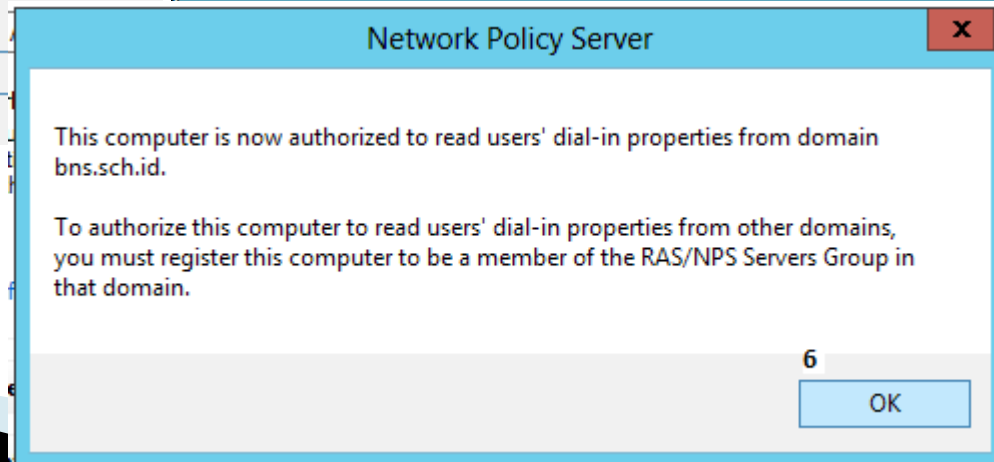 Network Policy Server
x
This computer is now authorized to read users' dial-in properties from domain
bns.sch.id.
To authorize this computer to read users' dial-in properties from other domains,
you must register this computer to be a member of the RAS/NPS Servers Group in
that domain.
6
OK